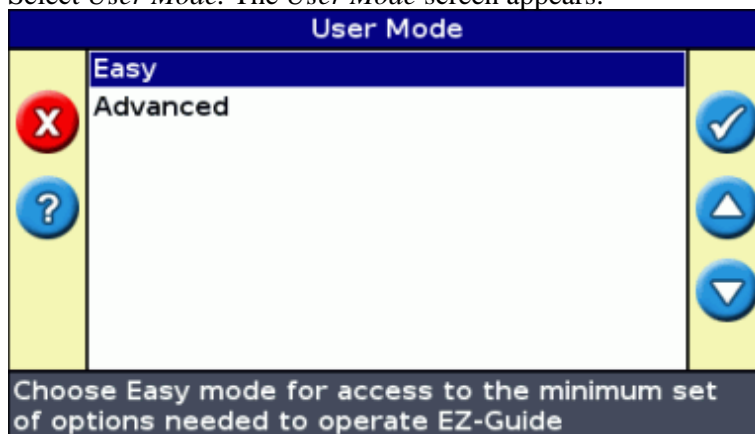 Select User Mode. The User Mode screen appears.
User Mode
Easy
Advanced
X
?
Choose Easy mode for access to the minimum set
of options needed to operate EZ-Guide